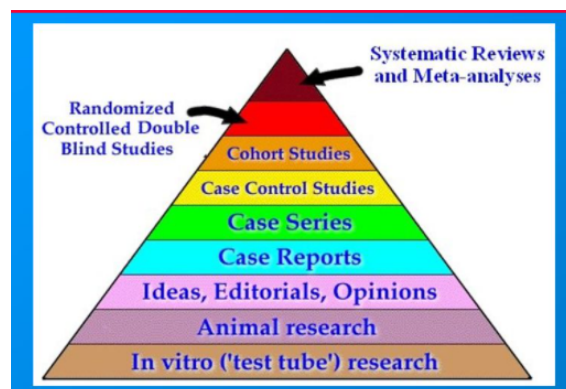 Systematic Reviews
and Meta-analyses
Randomized
Controlled Double
Blind Studies
Cohort Studies
Case Control Studies
Case Series
Case Reports
Ideas, Editorials, Opinions
Animal research
In vitro ('test tube') research